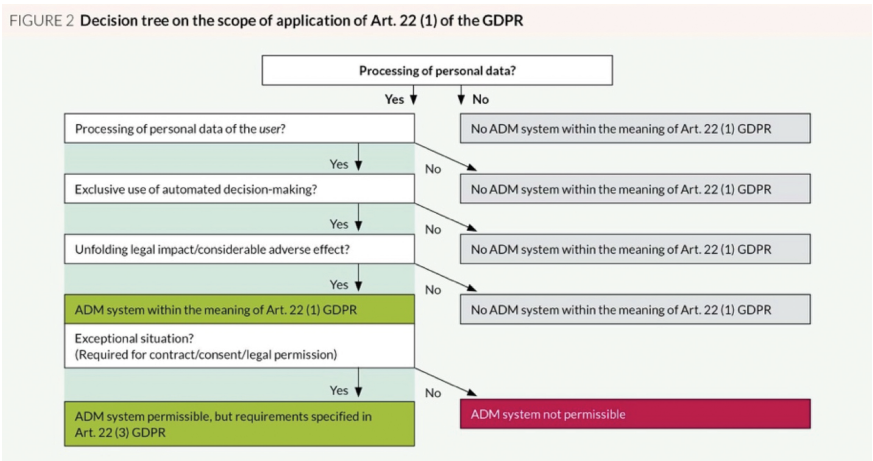 FIGURE 2 Decision tree on the scope of application of Art. 22 (1) of the GDPR
Processing of personal data?
Yes No
Processing of personal data of the user?
No ADM system within the meaning of Art. 22 (1) GDPR
Yes
No
Exclusive use of automated decision-making?
No ADM system within the meaning of Art. 22 (1) GDPR
Yes
No
Unfolding legal impact/considerable adverse effect?
No ADM system within the meaning of Art. 22 (1) GDPR
Yes
No
ADM system within the meaning of Art. 22 (1) GDPR
No ADM system within the meaning of Art. 22 (1) GDPR
Exceptional situation?
(Required for contract/consent/legal permission)
Yes
No
ADM system permissible, but requirements specified in
Art. 22 (3) GDPR
ADM system not permissible